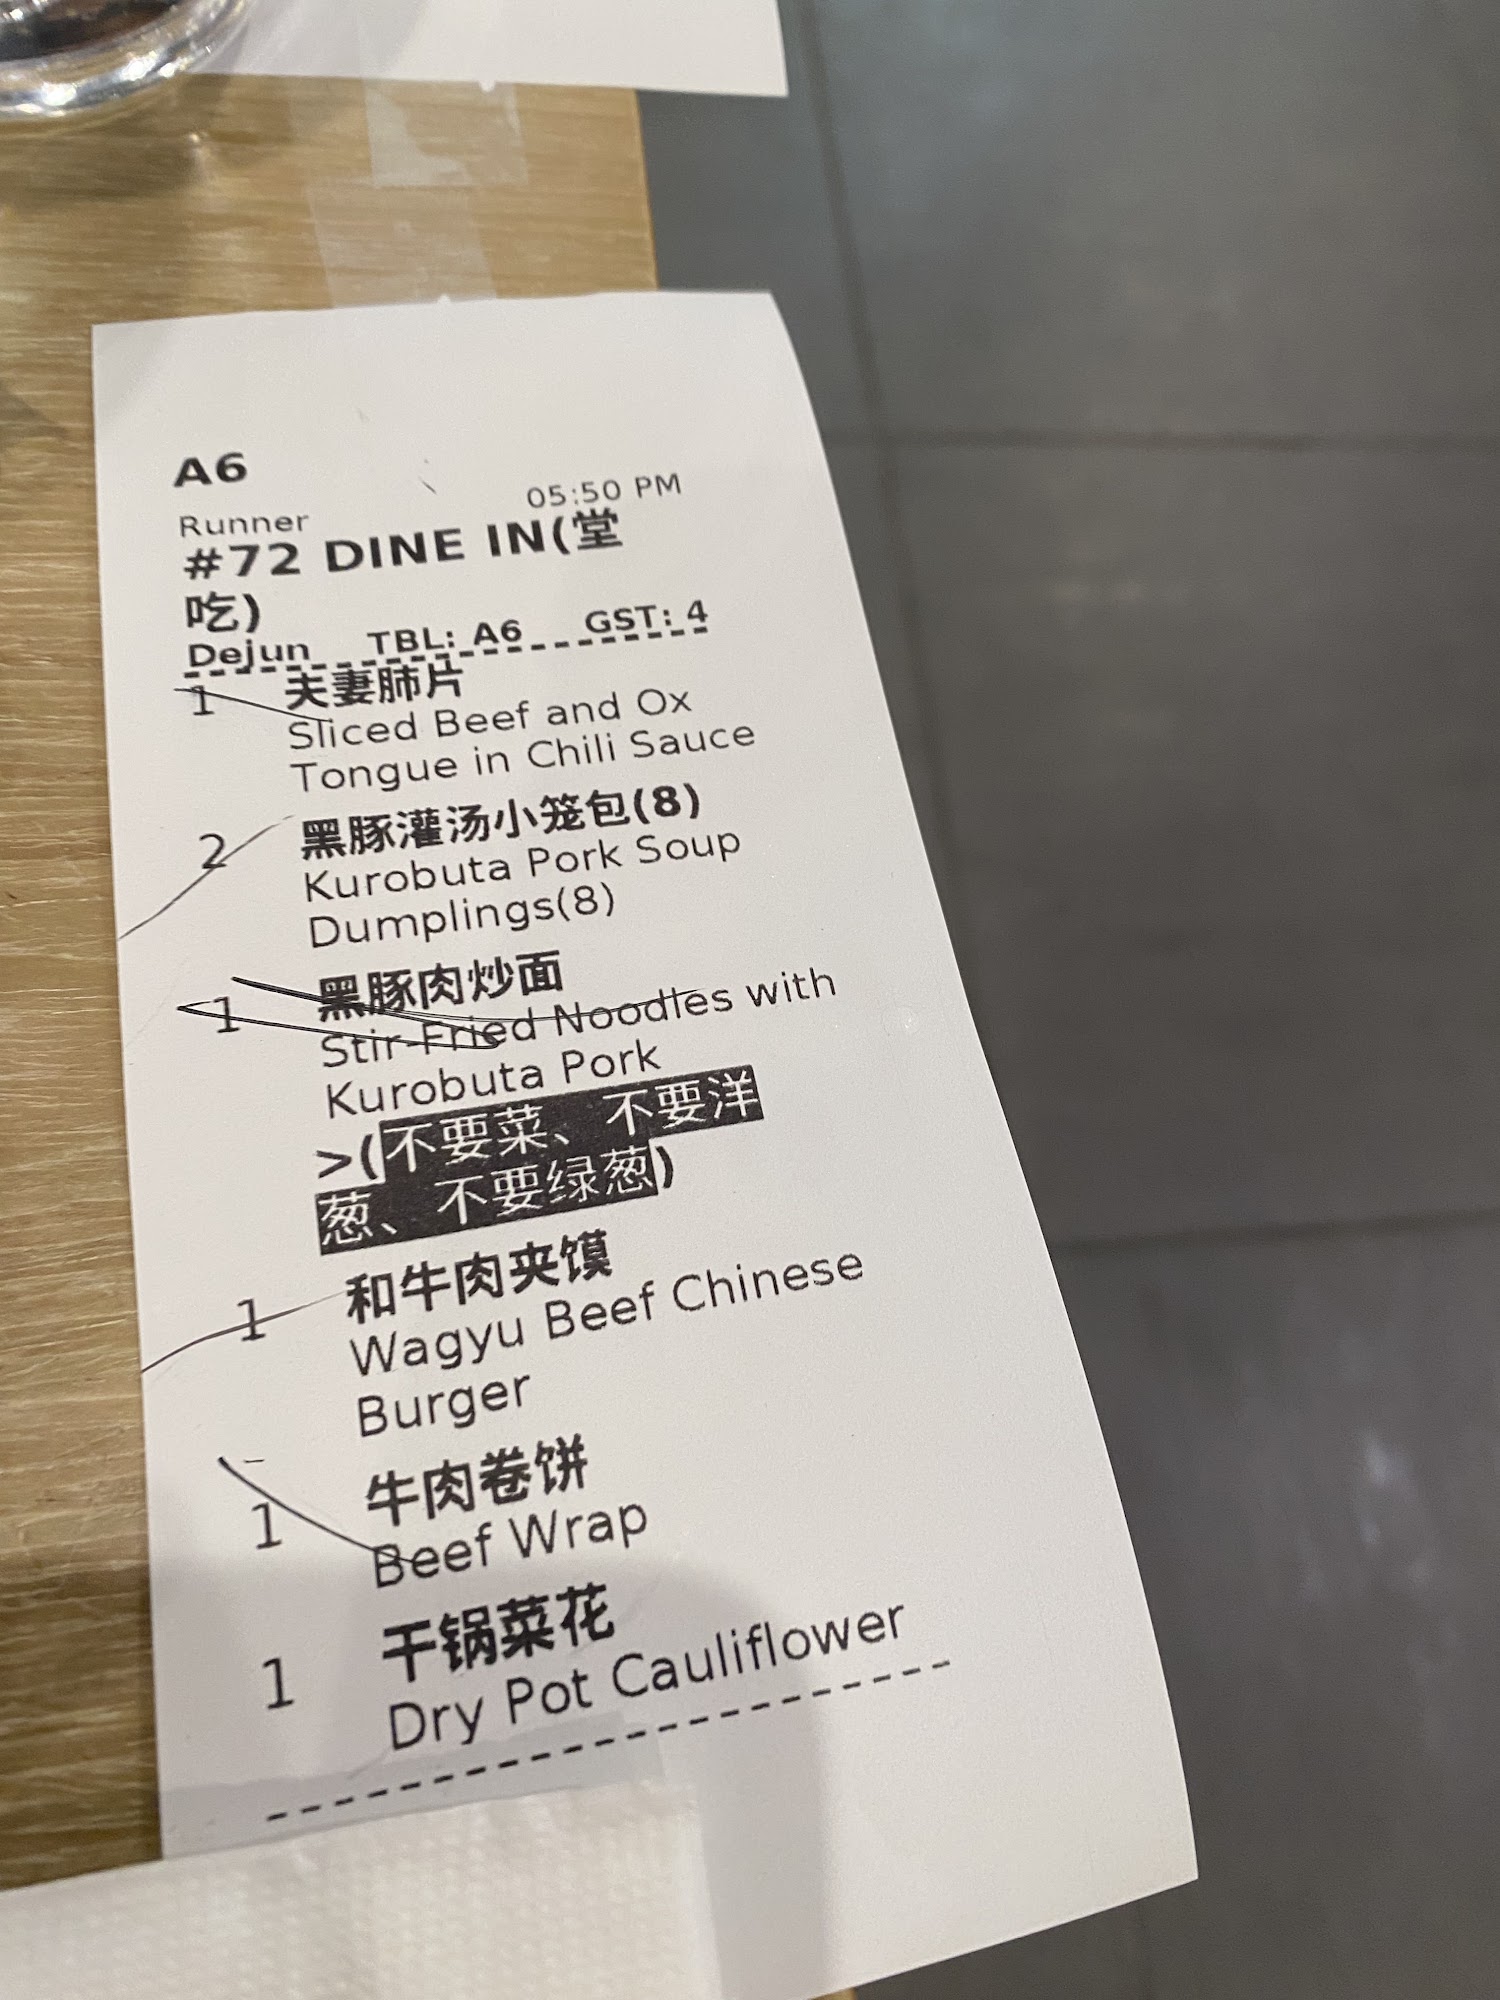 A6
05:50 PM
Runner
#72 DINE IN(堂
吃)
Dejun TBL: A6 GST: 4
1 夫妻肺片
Sliced Beef and Ox
Tongue in Chili Sauce
2 黑豚灌汤小笼包(8)
Kurobuta Pork Soup
Dumplings(8)
1 黑豚肉炒面
Stir-Fried Noodles with
Kurobuta Pork
>(不要菜、不要洋
葱、不要绿葱)
1 和牛肉夹馍
Wagyu Beef Chinese
Burger
1 牛肉卷饼
Beef Wrap
1 干锅菜花
Dry Pot Cauliflower